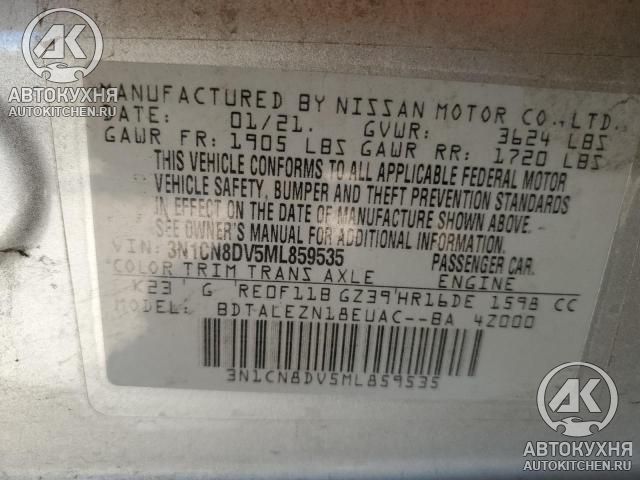 AK
АВТОКУХНЯ
AUTOKITCHEN.RU
MANUFACTURED BY NISSAN MOTOR CO.,LTD.
DATE: 01/21. GVWR: 3624 LBS
GAWR FR: 1905 LBS GAWR RR: 1720 LBS
THIS VEHICLE CONFORMS TO ALL APPLICABLE FEDERAL MOTOR
VEHICLE SAFETY, BUMPER AND THEFT PREVENTION STANDARDS
IN EFFECT ON THE DATE OF MANUFACTURE SHOWN ABOVE.
SEE OWNER'S MANUAL FOR ADDITIONAL INFORMATION.
VIN: 3N1CN8DV5ML859535 PASSENGER CAR.
COLOR TRIM TRANS AXLE ENGINE
K23 G RE0F11B GZ39 HR16DE 1598 CC
MODEL: BDTALEZN18EUAC--BA 4Z000
3N1CN8DV5ML859535
AK
АВТОКУХНЯ
AUTOKITCHEN.RU